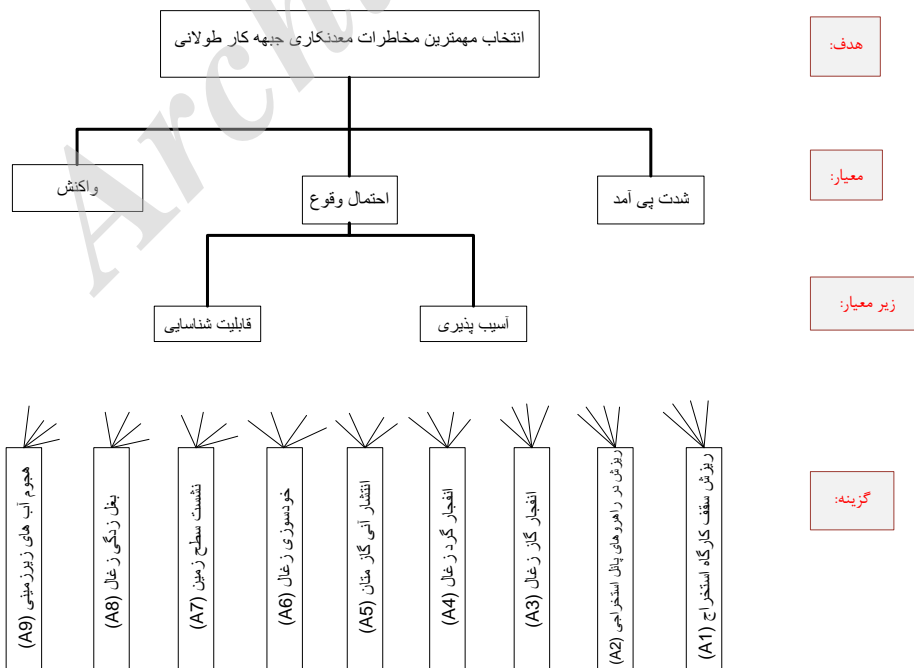 انتخاب مهمترین مخاطرات معدنکاری جبهه کار طولانی
هدف:
شدت پی آمد
احتمال وقوع
واکنش
معیار:
آسیب پذیری
قابلیت شناسایی
زیر معیار:
ریزش سقف کارگاه استخراج (A1)
ریزش در راهروهای پانل استخراجی (A2)
انفجار گاز زغال (A3)
انفجار گرد زغال (A4)
انتشار آنی گاز متان (A5)
خودسوزی زغال (A6)
نشست سطح زمین (A7)
بغل زدگی زغال (A8)
هجوم آب های زیرزمینی (A9)
گزینه:
Arch